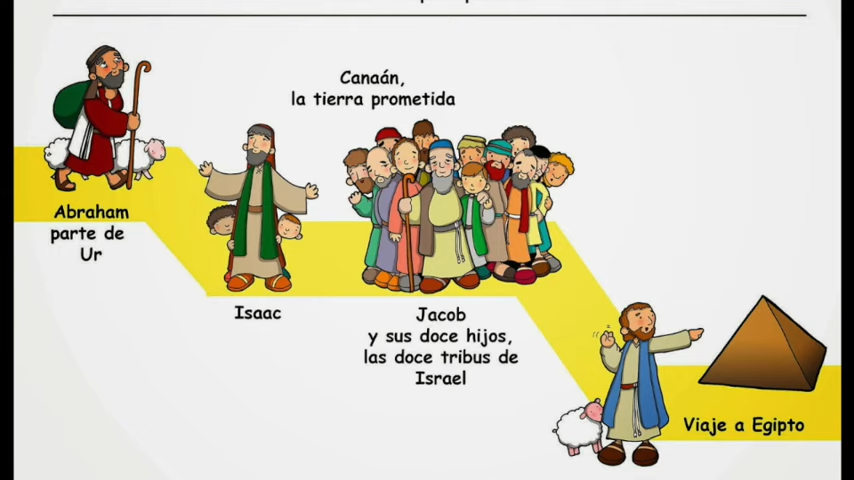 Canaán,
la tierra prometida
Abraham
parte de
Ur
Isaac
Jacob
y sus doce hijos,
las doce tribus de
Israel
Viaje a Egipto